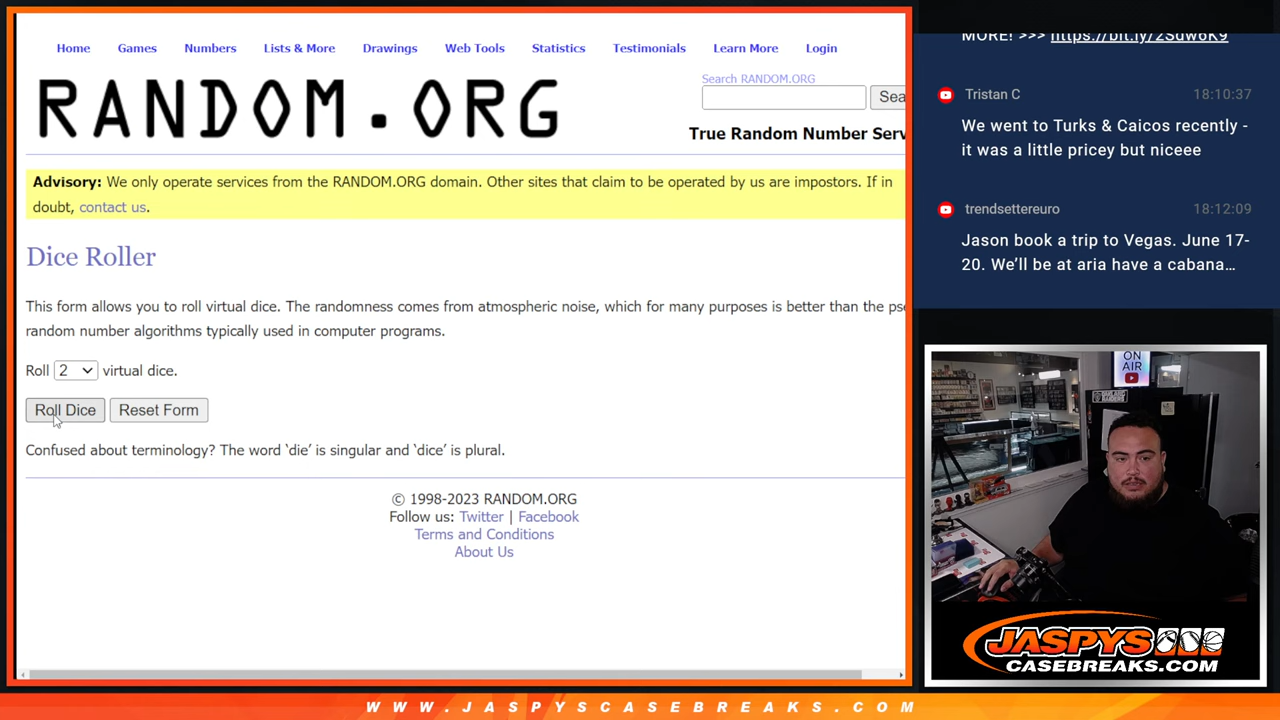 Home Games Numbers Lists & More Drawings Web Tools Statistics Testimonials Learn More Login
RANDOM.ORG
Search RANDOM.ORG
Sea
True Random Number Serv
Advisory: We only operate services from the RANDOM.ORG domain. Other sites that claim to be operated by us are impostors. If in
doubt, contact us.
Dice Roller
This form allows you to roll virtual dice. The randomness comes from atmospheric noise, which for many purposes is better than the pse
random number algorithms typically used in computer programs.
Roll 2 virtual dice.
Roll Dice Reset Form
Confused about terminology? The word ‘die’ is singular and ‘dice’ is plural.
© 1998-2023 RANDOM.ORG
Follow us: Twitter | Facebook
Terms and Conditions
About Us
MORE! >>> https://bit.ly/2Sdw6K9
Tristan C 18:10:37
We went to Turks & Caicos recently -
it was a little pricey but niceee
trendsettereuro 18:12:09
Jason book a trip to Vegas. June 17-
20. We’ll be at aria have a cabana…
ON
AIR
JASPYS
CASEBREAKS.COM
WWW.JASPYSCASEBREAKS.COM